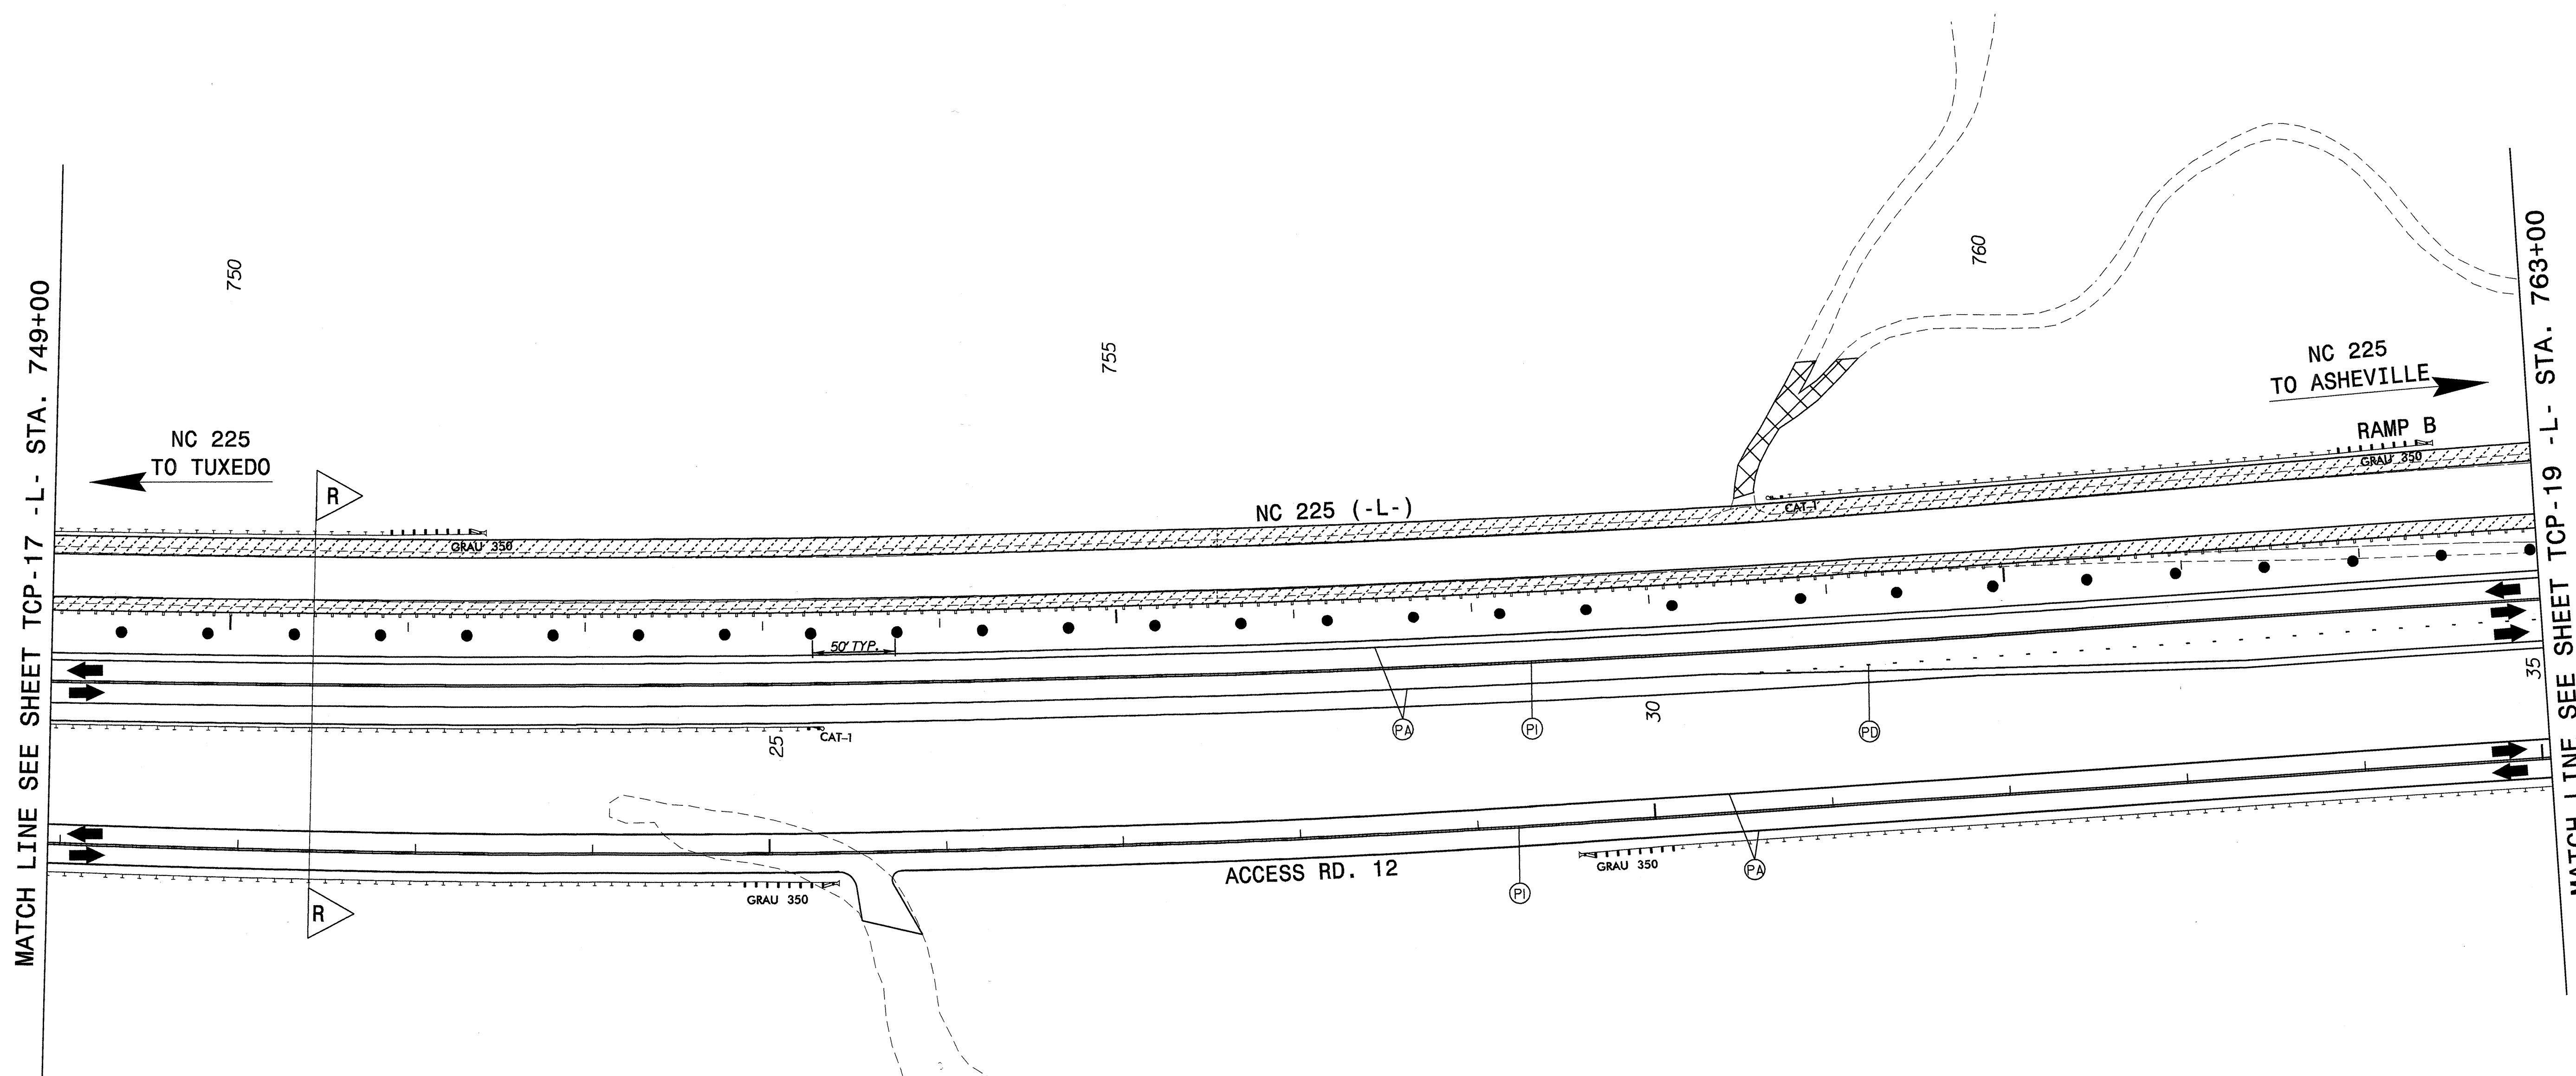 MATCH LINE SEE SHEET TCP-17 -L- STA. 749+00
750
755
760
NC 225
TO TUXEDO
R
GRAU 350
NC 225 (-L-)
CAT-1
NC 225
TO ASHEVILLE
RAMP B
GRAU 350
MATCH LINE SEE SHEET TCP-19 -L- STA. 763+00
50' TYP.
CAT-1
25
PA
PI
30
PD
35
R
GRAU 350
ACCESS RD. 12
PI
GRAU 350
PA